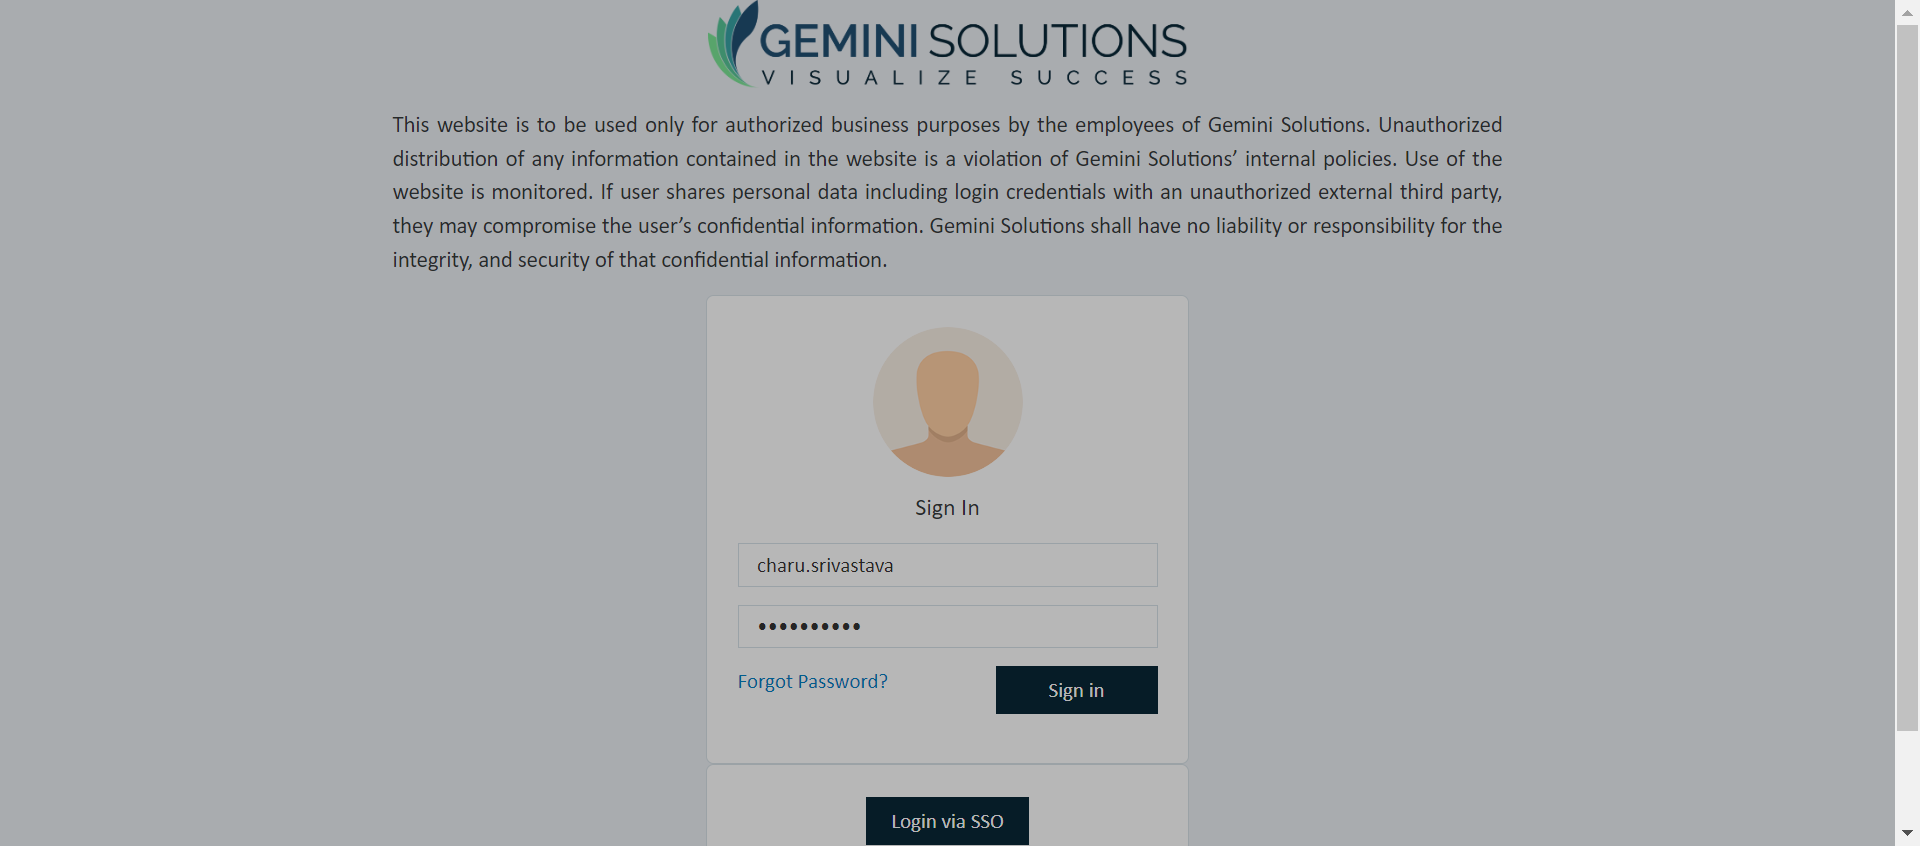 GEMINI SOLUTIONS
VISUALIZE SUCCESS
This website is to be used only for authorized business purposes by the employees of Gemini Solutions. Unauthorized
distribution of any information contained in the website is a violation of Gemini Solutions’ internal policies. Use of the
website is monitored. If user shares personal data including login credentials with an unauthorized external third party,
they may compromise the user’s confidential information. Gemini Solutions shall have no liability or responsibility for the
integrity, and security of that confidential information.
Sign In
charu.srivastava
••••••••••
Forgot Password?
Sign in
Login via SSO